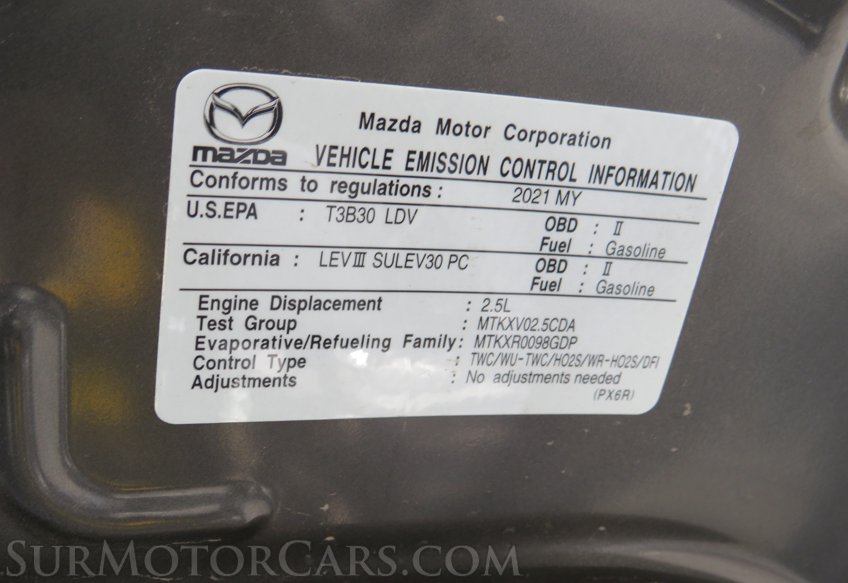 Mazda Motor Corporation
mazda VEHICLE EMISSION CONTROL INFORMATION
Conforms to regulations : 2021 MY
U.S.EPA : T3B30 LDV OBD : II
Fuel : Gasoline
California : LEV III SULEV30 PC OBD : II
Fuel : Gasoline
Engine Displacement : 2.5L
Test Group : MTKXV02.5CDA
Evaporative/Refueling Family: MTKXR0098GDP
Control Type : TWC/WU-TWC/HO2S/WR-HO2S/DFI
Adjustments : No adjustments needed
(PX6R)
SurMotorCars.com